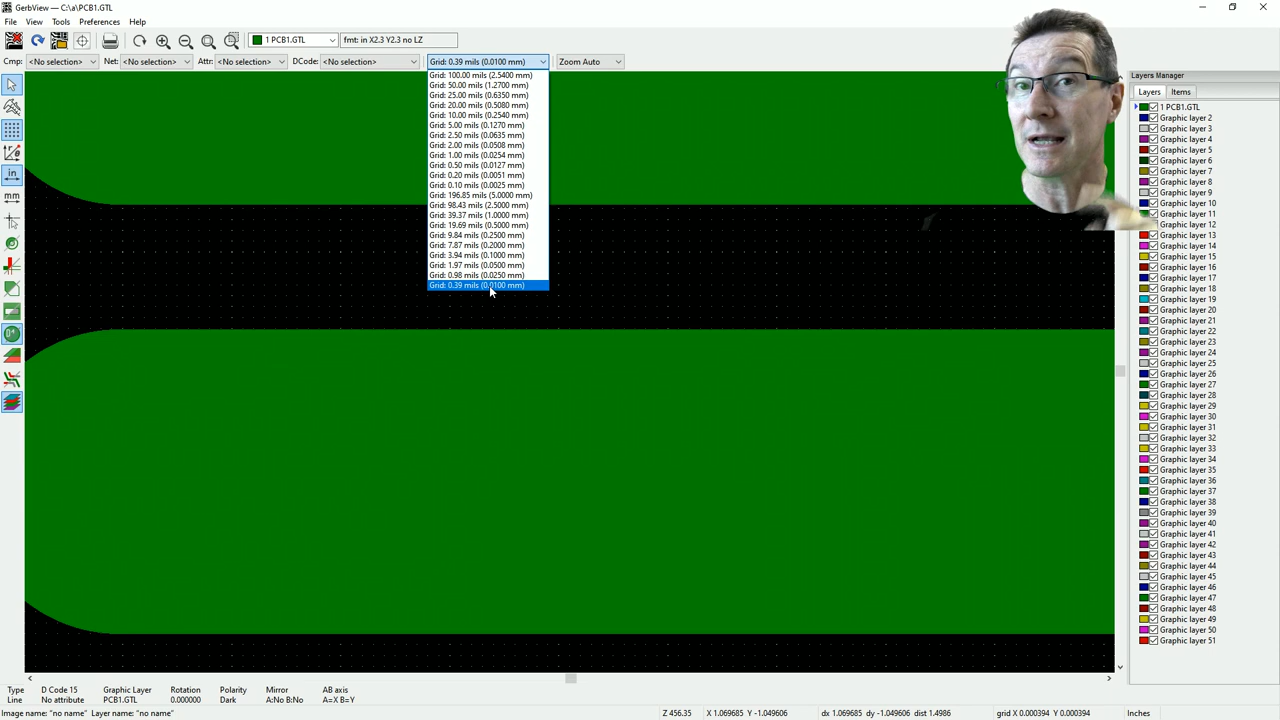 GerbView — C:\a\PCB1.GTL
File View Tools Preferences Help
1 PCB1.GTL fmt: in X2.3 Y2.3 no LZ
Cmp: <No selection> Net: <No selection> Attr: <No selection> DCode: <No selection> Grid: 0.39 mils (0.0100 mm) Zoom Auto
Grid: 100.00 mils (2.5400 mm)
Grid: 50.00 mils (1.2700 mm)
Grid: 25.00 mils (0.6350 mm)
Grid: 20.00 mils (0.5080 mm)
Grid: 10.00 mils (0.2540 mm)
Grid: 5.00 mils (0.1270 mm)
Grid: 2.50 mils (0.0635 mm)
Grid: 2.00 mils (0.0508 mm)
Grid: 1.00 mils (0.0254 mm)
Grid: 0.50 mils (0.0127 mm)
Grid: 0.20 mils (0.0051 mm)
Grid: 0.10 mils (0.0025 mm)
Grid: 196.85 mils (5.0000 mm)
Grid: 98.43 mils (2.5000 mm)
Grid: 39.37 mils (1.0000 mm)
Grid: 19.69 mils (0.5000 mm)
Grid: 9.84 mils (0.2500 mm)
Grid: 7.87 mils (0.2000 mm)
Grid: 3.94 mils (0.1000 mm)
Grid: 1.97 mils (0.0500 mm)
Grid: 0.98 mils (0.0250 mm)
Grid: 0.39 mils (0.0100 mm)
in
mm
Layers Manager
Layers Items
1 PCB1.GTL
Graphic layer 2
Graphic layer 3
Graphic layer 4
Graphic layer 5
Graphic layer 6
Graphic layer 7
Graphic layer 8
Graphic layer 9
Graphic layer 10
Graphic layer 11
Graphic layer 12
Graphic layer 13
Graphic layer 14
Graphic layer 15
Graphic layer 16
Graphic layer 17
Graphic layer 18
Graphic layer 19
Graphic layer 20
Graphic layer 21
Graphic layer 22
Graphic layer 23
Graphic layer 24
Graphic layer 25
Graphic layer 26
Graphic layer 27
Graphic layer 28
Graphic layer 29
Graphic layer 30
Graphic layer 31
Graphic layer 32
Graphic layer 33
Graphic layer 34
Graphic layer 35
Graphic layer 36
Graphic layer 37
Graphic layer 38
Graphic layer 39
Graphic layer 40
Graphic layer 41
Graphic layer 42
Graphic layer 43
Graphic layer 44
Graphic layer 45
Graphic layer 46
Graphic layer 47
Graphic layer 48
Graphic layer 49
Graphic layer 50
Graphic layer 51
Type D Code 15 Graphic Layer Rotation Polarity Mirror AB axis
Line No attribute PCB1.GTL 0.000000 Dark A:No B:No A=X B=Y
Image name: "no name" Layer name: "no name" Z 456.35 X 1.069685 Y -1.049606 dx 1.069685 dy -1.049606 dist 1.4986 grid X 0.000394 Y 0.000394 Inches